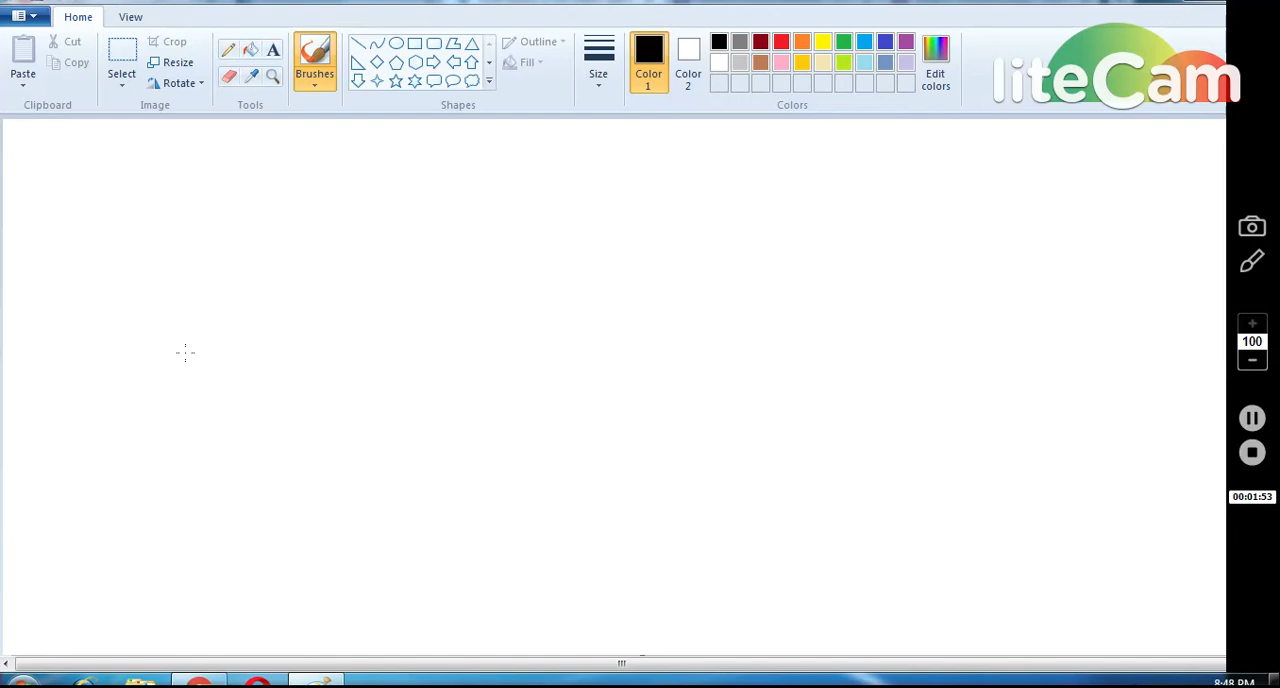 Home View
liteCam
Paste
Cut
Copy
Clipboard
Select
Crop
Resize
Rotate
Image
A
Tools
Brushes
Outline
Fill
Shapes
Size
Color 1
Color 2
Edit colors
Colors
100
00:01:53
8:48 PM